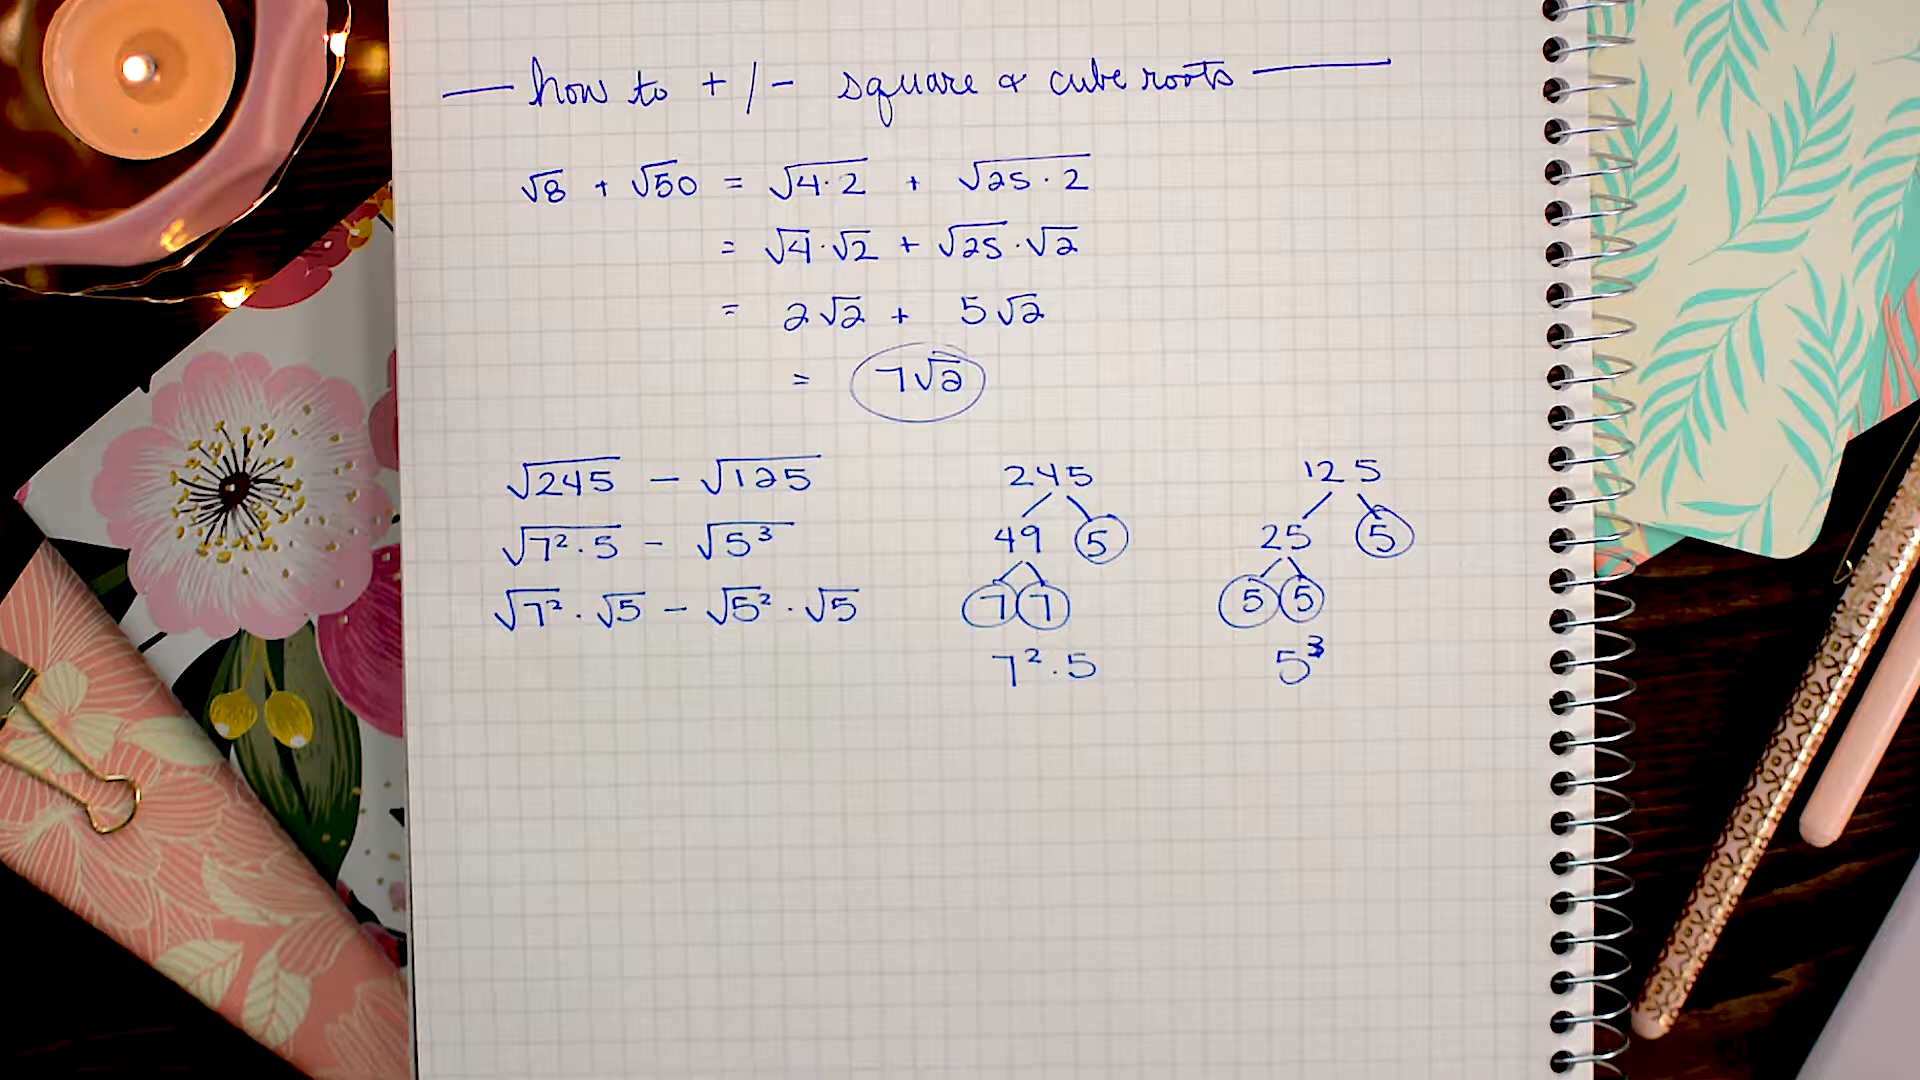 — how to + / - square & cube roots —
√8 + √50 = √4·2 + √25·2
= √4·√2 + √25·√2
= 2√2 + 5√2
= 7√2
√245 - √125
√7²·5 - √5³
√7²·√5 - √5²·√5
245
49 5
7 7
7²·5
125
25 5
5 5
5³